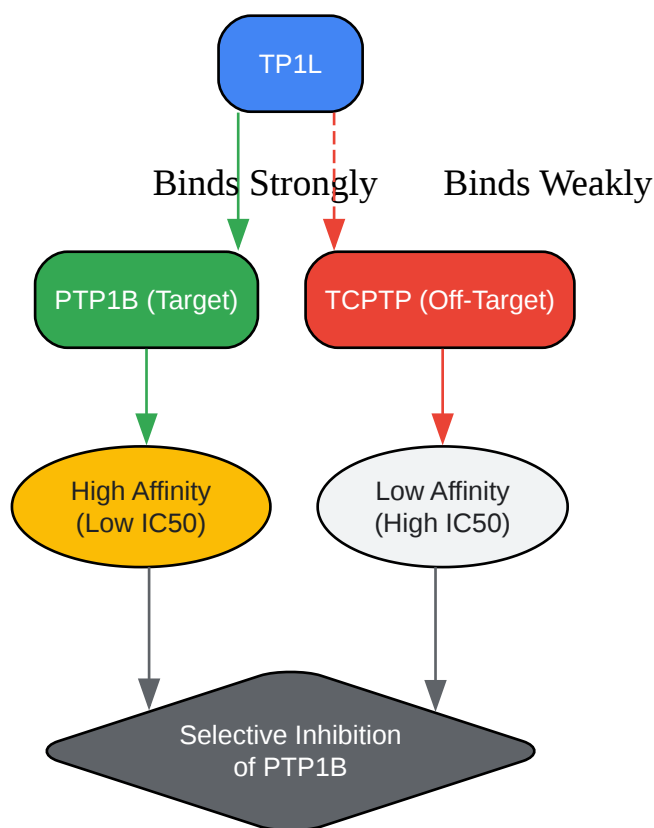 TP1L
Binds Strongly
Binds Weakly
PTP1B (Target)
TCPTP (Off-Target)
High Affinity
(Low IC50)
Low Affinity
(High IC50)
Selective Inhibition
of PTP1B